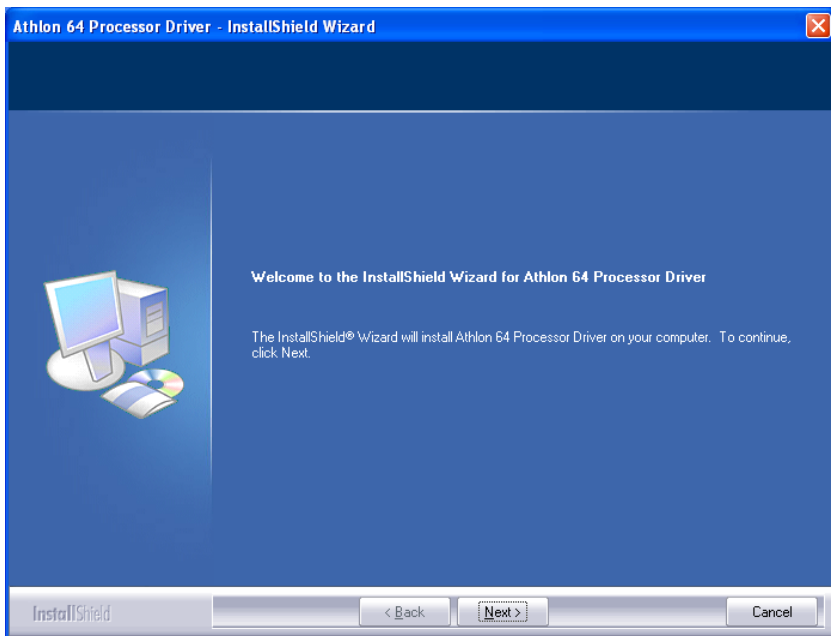 Athlon 64 Processor Driver - InstallShield Wizard
Welcome to the InstallShield Wizard for Athlon 64 Processor Driver
The InstallShield® Wizard will install Athlon 64 Processor Driver on your computer. To continue,
click Next.
InstallShield
< Back
Next >
Cancel